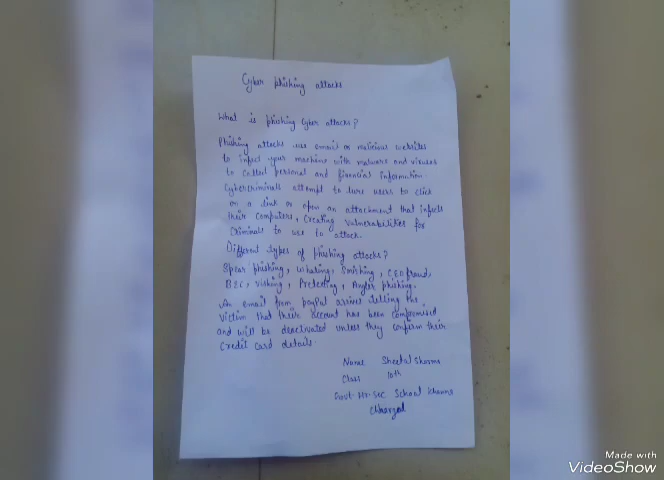 Cyber phishing attacks
What is phishing Cyber attacks?
Phishing attacks use email or malicious websites
to infect your machine with malware and viruses
to called personal and financial information.
Cybercriminals attempt to lure users to click
on a link or open an attachment that infects
their Computers, Creating vulnerabilities for
Criminals to use to attack.
Different types of phishing attacks?
Spear phishing, Whaling, Smishing, CEO fraud,
BEC, Vishing, Pretexting, Angler phishing.
An email from paypal arrives telling the
victim that their account has been compromised
and will be deactivated unless they confirm their
Credit Card details.
Name Sheetal Sharma
Class 10th
Govt. Hr. Sec School
Made with
VideoShow